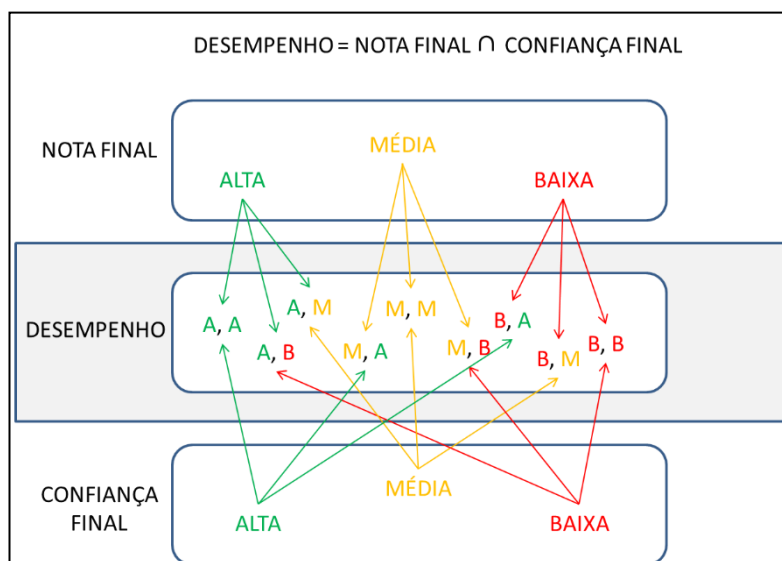 DESEMPENHO = NOTA FINAL ∩ CONFIANÇA FINAL
NOTA FINAL
MÉDIA
ALTA
BAIXA
DESEMPENHO
A, A
A, M
M, M
B, A
A, B
M, A
M, B
B, M
B, B
CONFIANÇA
FINAL
MÉDIA
ALTA
BAIXA